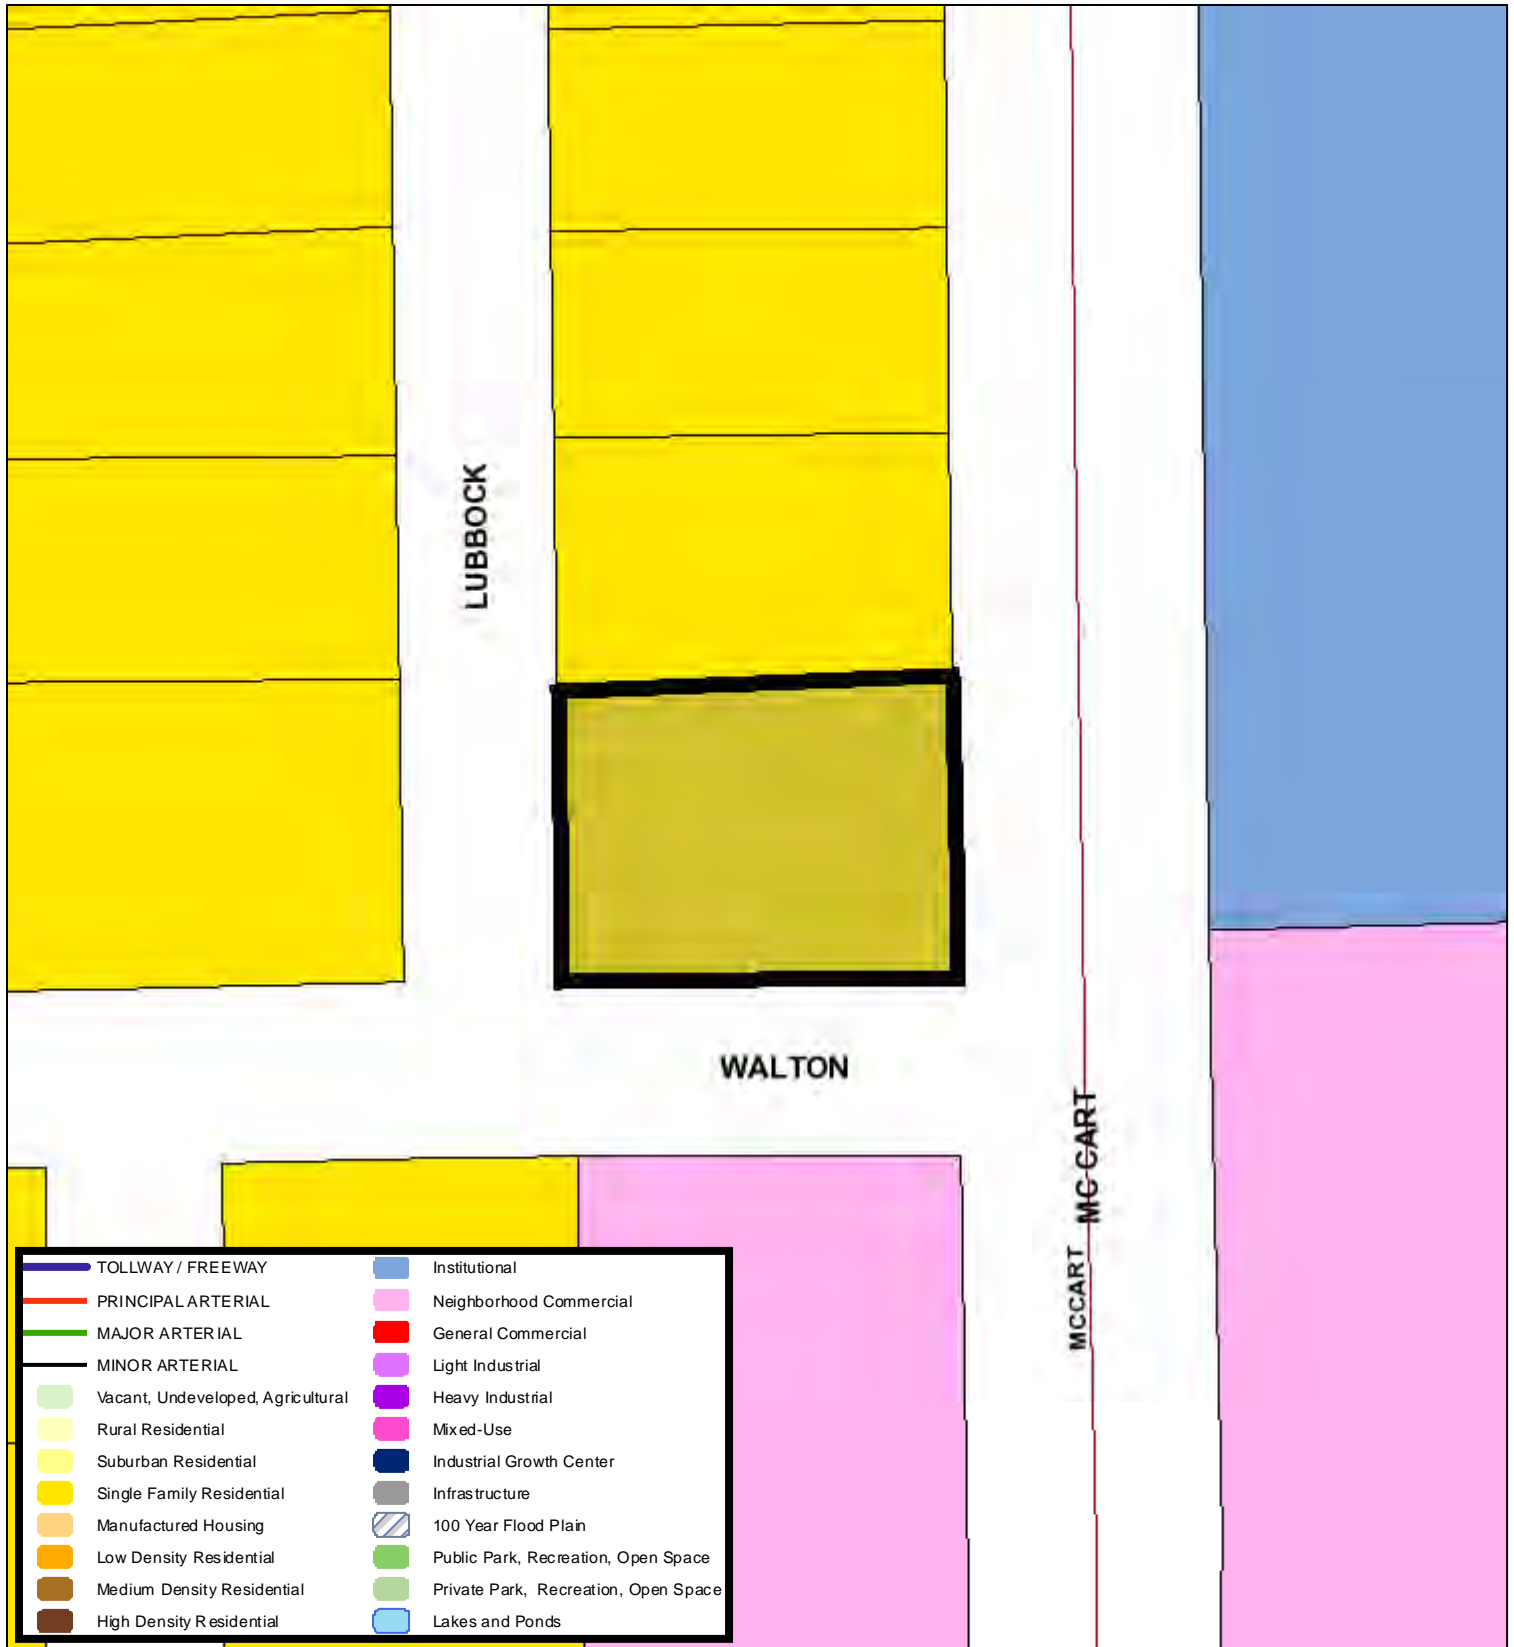 LUBBOCK
WALTON
MC CART
MCCART
TOLLWAY / FREEWAY
PRINCIPAL ARTERIAL
MAJOR ARTERIAL
MINOR ARTERIAL
Vacant, Undeveloped, Agricultural
Rural Residential
Suburban Residential
Single Family Residential
Manufactured Housing
Low Density Residential
Medium Density Residential
High Density Residential
Institutional
Neighborhood Commercial
General Commercial
Light Industrial
Heavy Industrial
Mixed-Use
Industrial Growth Center
Infrastructure
100 Year Flood Plain
Public Park, Recreation, Open Space
Private Park, Recreation, Open Space
Lakes and Ponds